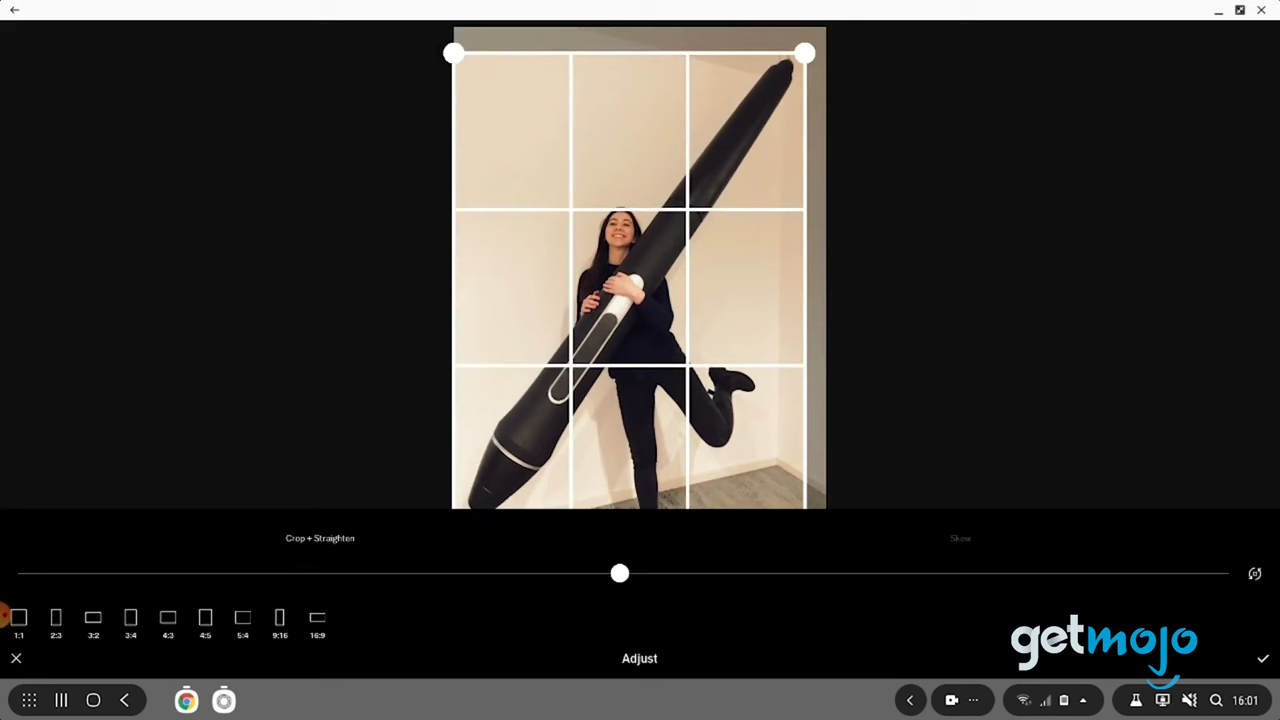 Crop + Straighten
Skew
1:1
2:3
3:2
3:4
4:3
4:5
5:4
9:16
16:9
Adjust
getmojo
16:01